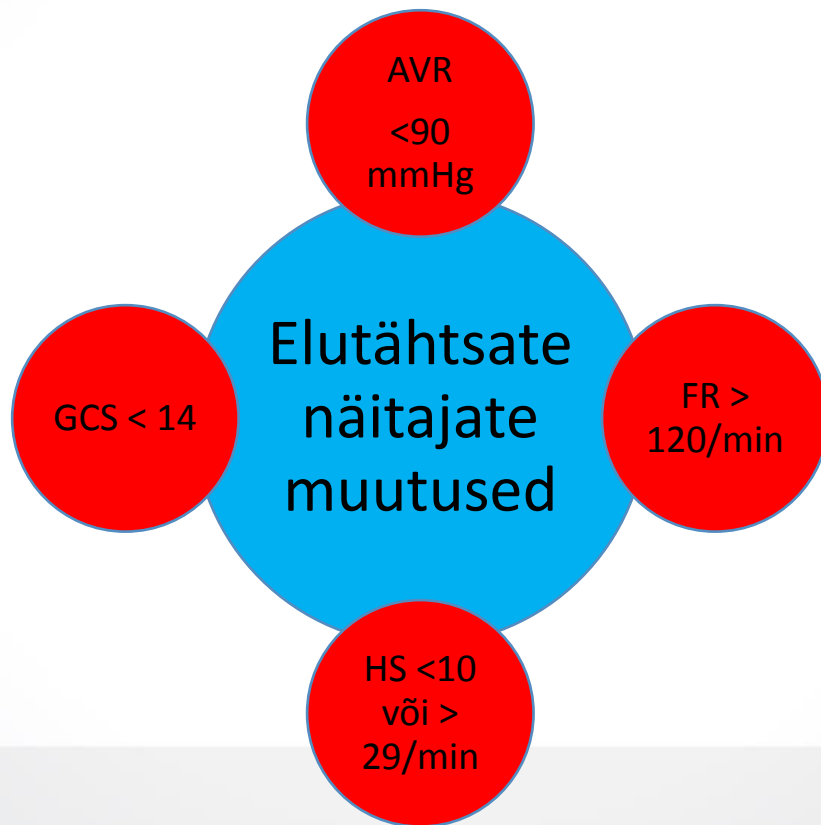 AVR
<90
mmHg
Elutähtsate
näitajate
muutused
GCS < 14
FR >
120/min
HS <10
või >
29/min